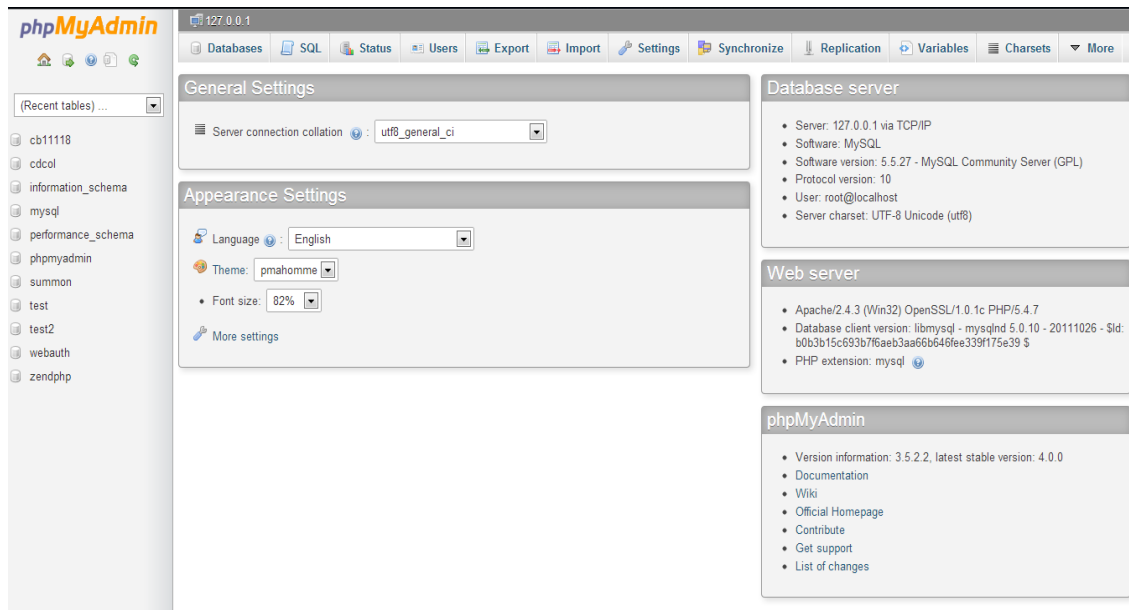 phpMyAdmin
(Recent tables) ...
cb11118
cdcol
information_schema
mysql
performance_schema
phpmyadmin
summon
test
test2
webauth
zendphp
127.0.0.1
Databases SQL Status Users Export Import Settings Synchronize Replication Variables Charsets More
General Settings
Server connection collation : utf8_general_ci
Appearance Settings
Language : English
Theme: pmahomme
Font size: 82%
More settings
Database server
Server: 127.0.0.1 via TCP/IP
Software: MySQL
Software version: 5.5.27 - MySQL Community Server (GPL)
Protocol version: 10
User: root@localhost
Server charset: UTF-8 Unicode (utf8)
Web server
Apache/2.4.3 (Win32) OpenSSL/1.0.1c PHP/5.4.7
Database client version: libmysql - mysqlnd 5.0.10 - 20111026 - $Id:
b0b3b15c693b7f6aeb3aa66b646fee339f175e39 $
PHP extension: mysql
phpMyAdmin
Version information: 3.5.2.2, latest stable version: 4.0.0
Documentation
Wiki
Official Homepage
Contribute
Get support
List of changes